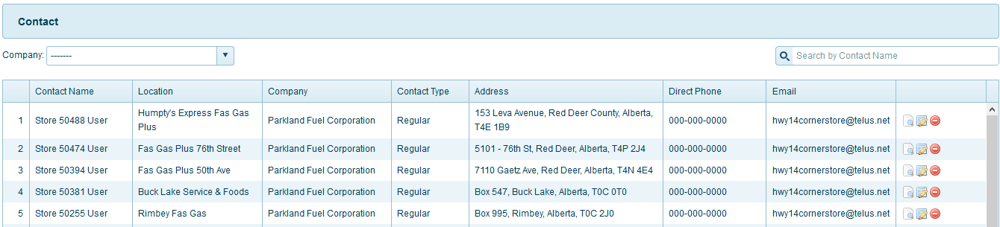 Contact
Company: ------- Search by Contact Name
Contact Name Location Company Contact Type Address Direct Phone Email
1 Store 50488 User Humpty's Express Fas Gas Plus Parkland Fuel Corporation Regular 153 Leva Avenue, Red Deer County, Alberta, T4E 1B9 000-000-0000 hwy14cornerstore@telus.net
2 Store 50474 User Fas Gas Plus 76th Street Parkland Fuel Corporation Regular 5101 - 76th St, Red Deer, Alberta, T4P 2J4 000-000-0000 hwy14cornerstore@telus.net
3 Store 50394 User Fas Gas Plus 50th Ave Parkland Fuel Corporation Regular 7110 Gaetz Ave, Red Deer, Alberta, T4N 4E4 000-000-0000 hwy14cornerstore@telus.net
4 Store 50381 User Buck Lake Service & Foods Parkland Fuel Corporation Regular Box 547, Buck Lake, Alberta, T0C 0T0 000-000-0000 hwy14cornerstore@telus.net
5 Store 50255 User Rimbey Fas Gas Parkland Fuel Corporation Regular Box 995, Rimbey, Alberta, T0C 2J0 000-000-0000 hwy14cornerstore@telus.net